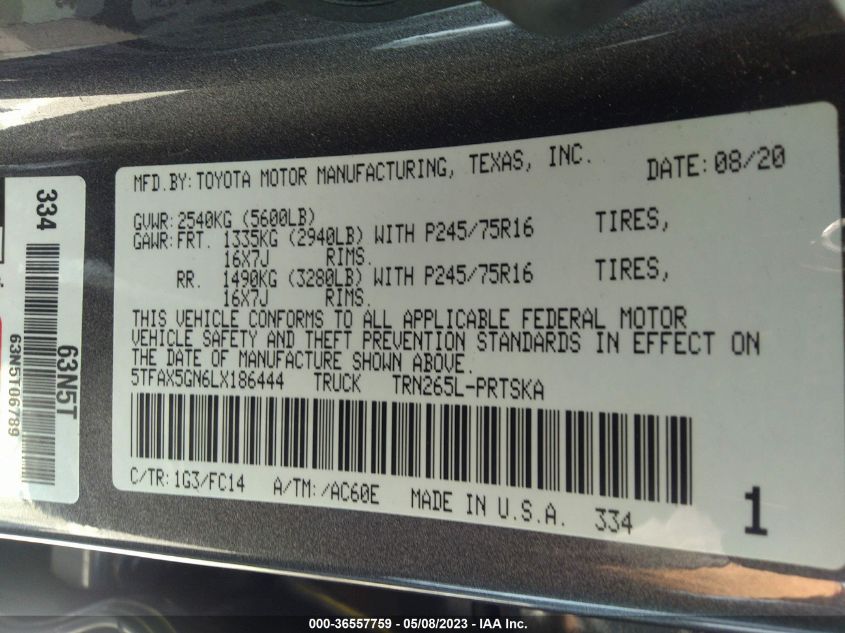 MFD.BY:TOYOTA MOTOR MANUFACTURING, TEXAS, INC. DATE:08/20
GVWR:2540KG (5600LB)
GAWR:FRT. 1335KG (2940LB) WITH P245/75R16 TIRES,
16X7J RIMS.
RR. 1490KG (3280LB) WITH P245/75R16 TIRES,
16X7J RIMS.
THIS VEHICLE CONFORMS TO ALL APPLICABLE FEDERAL MOTOR
VEHICLE SAFETY AND THEFT PREVENTION STANDARDS IN EFFECT ON
THE DATE OF MANUFACTURE SHOWN ABOVE.
5TFAX5GN6LX186444 TRUCK TRN265L-PRTSKA
C/TR:1G3/FC14 A/TM:/AC60E MADE IN U.S.A. 334
1
334
63N5T
63N5T06789
000-36557759 - 05/08/2023 - IAA Inc.